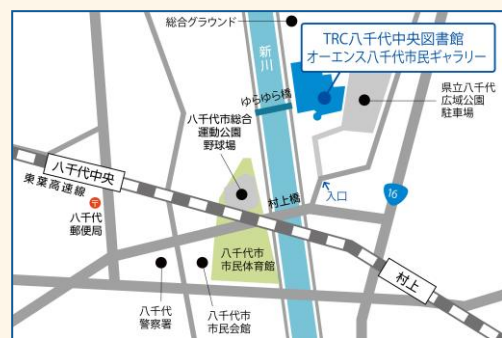 総合グラウンド
TRC八千代中央図書館
オーエンス八千代市民ギャラリー
新川
ゆらゆら橋
県立八千代
広域公園
駐車場
八千代市総合
運動公園
野球場
八千代中央
東葉高速線
村上橋
入口
16
〒
八千代
郵便局
八千代市
市民体育館
村上
八千代
警察署
八千代市
市民会館